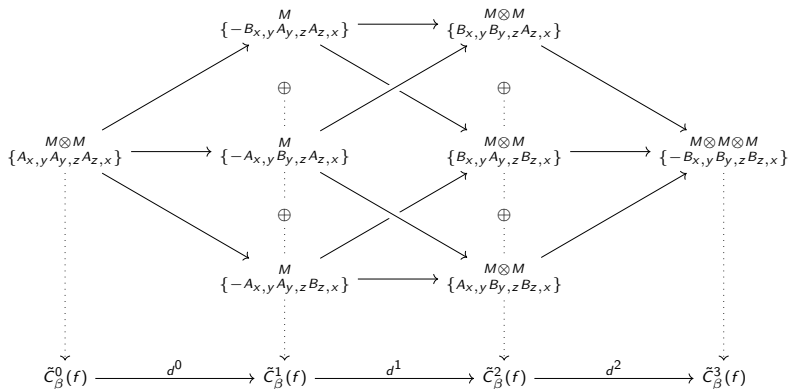 M
{−B_{x,y}A_{y,z}A_{z,x}}
M⊗M
{B_{x,y}B_{y,z}A_{z,x}}
⊕
⊕
M⊗M
{A_{x,y}A_{y,z}A_{z,x}}
M
{−A_{x,y}B_{y,z}A_{z,x}}
M⊗M
{B_{x,y}A_{y,z}B_{z,x}}
M⊗M⊗M
{−B_{x,y}B_{y,z}B_{z,x}}
⊕
⊕
M
{−A_{x,y}A_{y,z}B_{z,x}}
M⊗M
{A_{x,y}B_{y,z}B_{z,x}}
C̃^0_β(f) d^0 C̃^1_β(f) d^1 C̃^2_β(f) d^2 C̃^3_β(f)